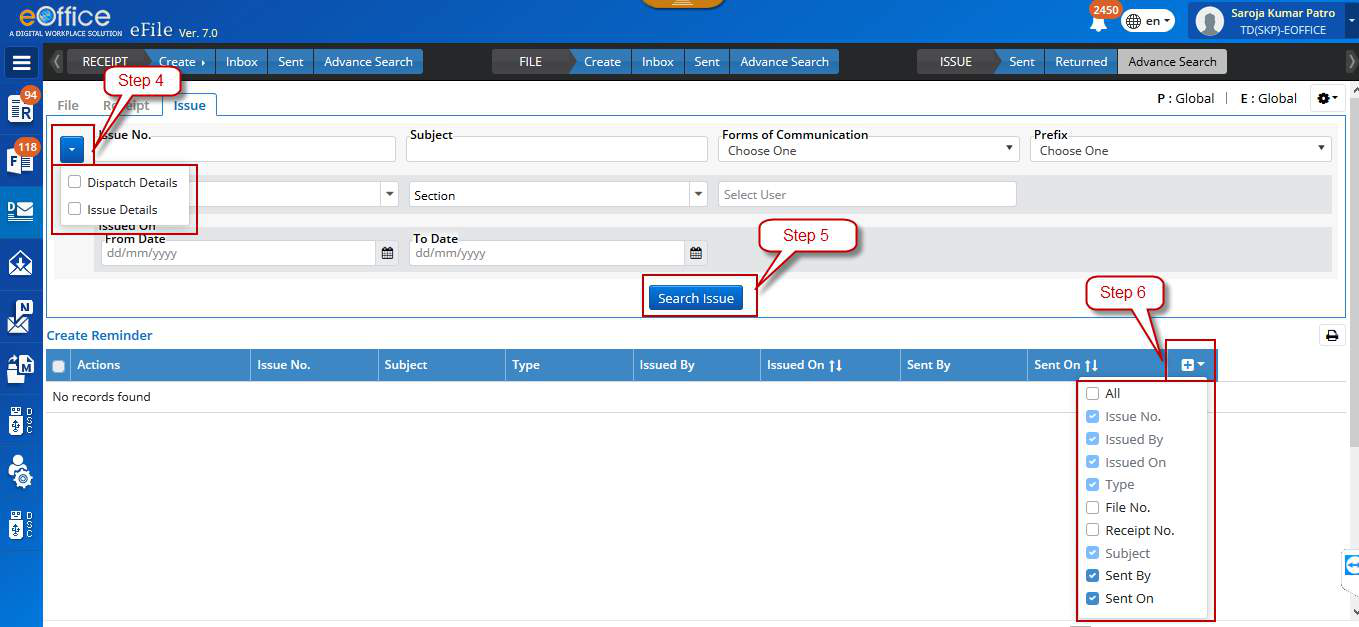 eOffice
A DIGITAL WORKPLACE SOLUTION
eFile Ver. 7.0
2450
en
Saroja Kumar Patro
TD(SKP)-EOFFICE
RECEIPT Create Inbox Sent Advance Search
FILE Create Inbox Sent Advance Search
ISSUE Sent Returned Advance Search
Step 4
94
R
118
F
D
N
M
DSC
DSC
File Receipt Issue
P : Global | E : Global
Issue No.
Subject
Forms of Communication
Choose One
Prefix
Choose One
Dispatch Details
Issue Details
Section
Select User
Issued On
From Date
dd/mm/yyyy
To Date
dd/mm/yyyy
Step 5
Search Issue
Step 6
Create Reminder
Actions Issue No. Subject Type Issued By Issued On Sent By Sent On
No records found
All
Issue No.
Issued By
Issued On
Type
File No.
Receipt No.
Subject
Sent By
Sent On